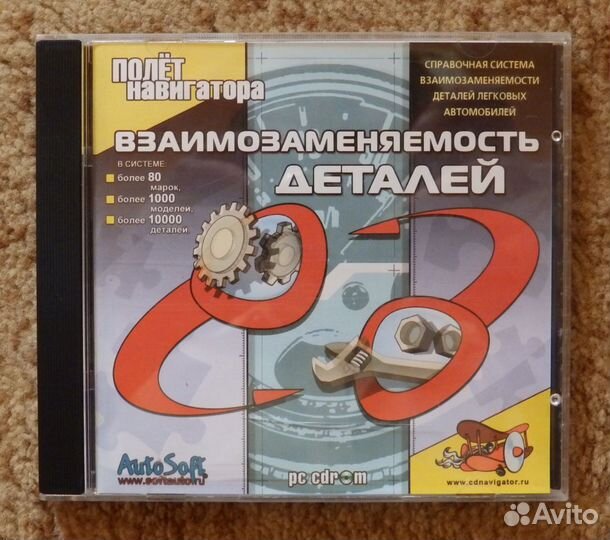 ПОЛЁТ
навигатора
СПРАВОЧНАЯ СИСТЕМА
ВЗАИМОЗАМЕНЯЕМОСТИ
ДЕТАЛЕЙ ЛЕГКОВЫХ
АВТОМОБИЛЕЙ
ВЗАИМОЗАМЕНЯЕМОСТЬ
ДЕТАЛЕЙ
В СИСТЕМЕ:
более 80
марок,
более 1000
моделей,
более 10000
деталей
AutoSoft
www.softauto.ru
pc cdrom
www.cdnavigator.ru
Avito